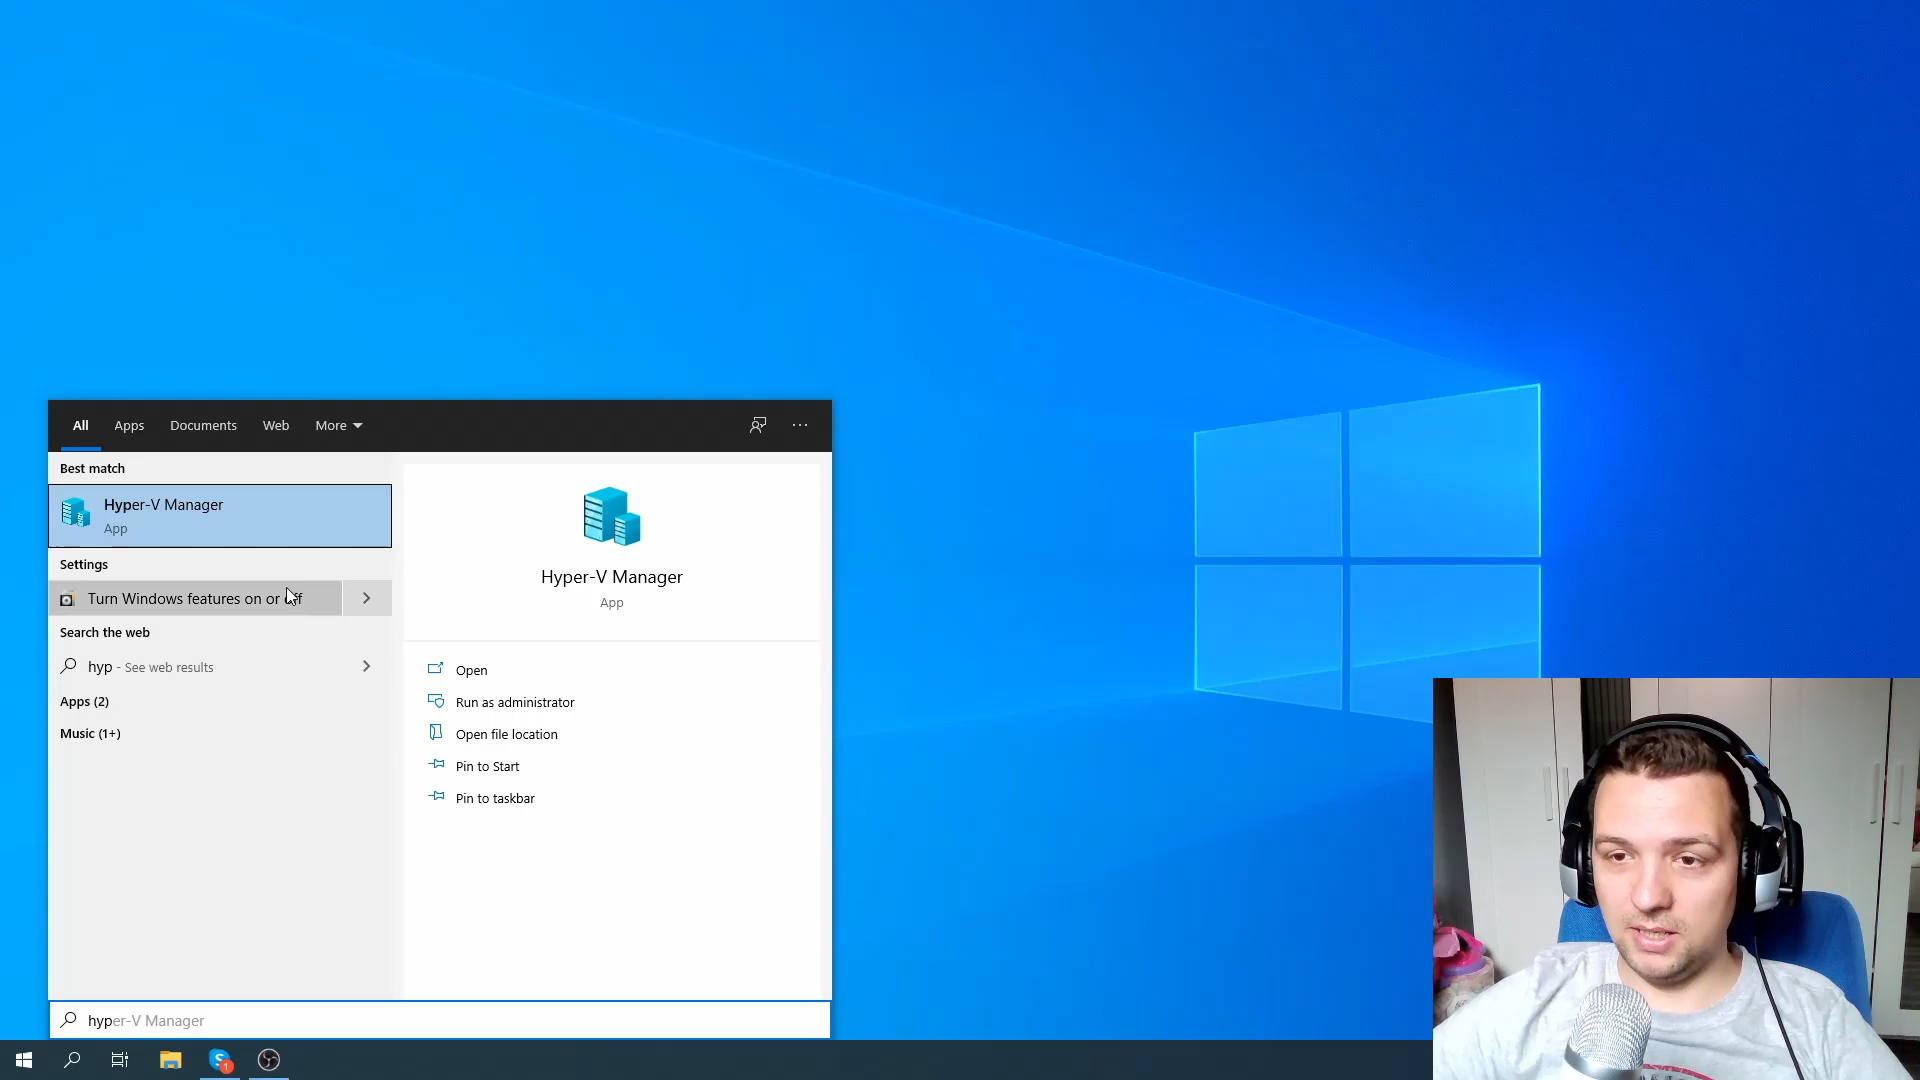 All Apps Documents Web More
Best match
Hyper-V Manager
App
Settings
Turn Windows features on or off
Search the web
hyp - See web results
Apps (2)
Music (1+)
Hyper-V Manager
App
Open
Run as administrator
Open file location
Pin to Start
Pin to taskbar
hyper-V Manager
S
1